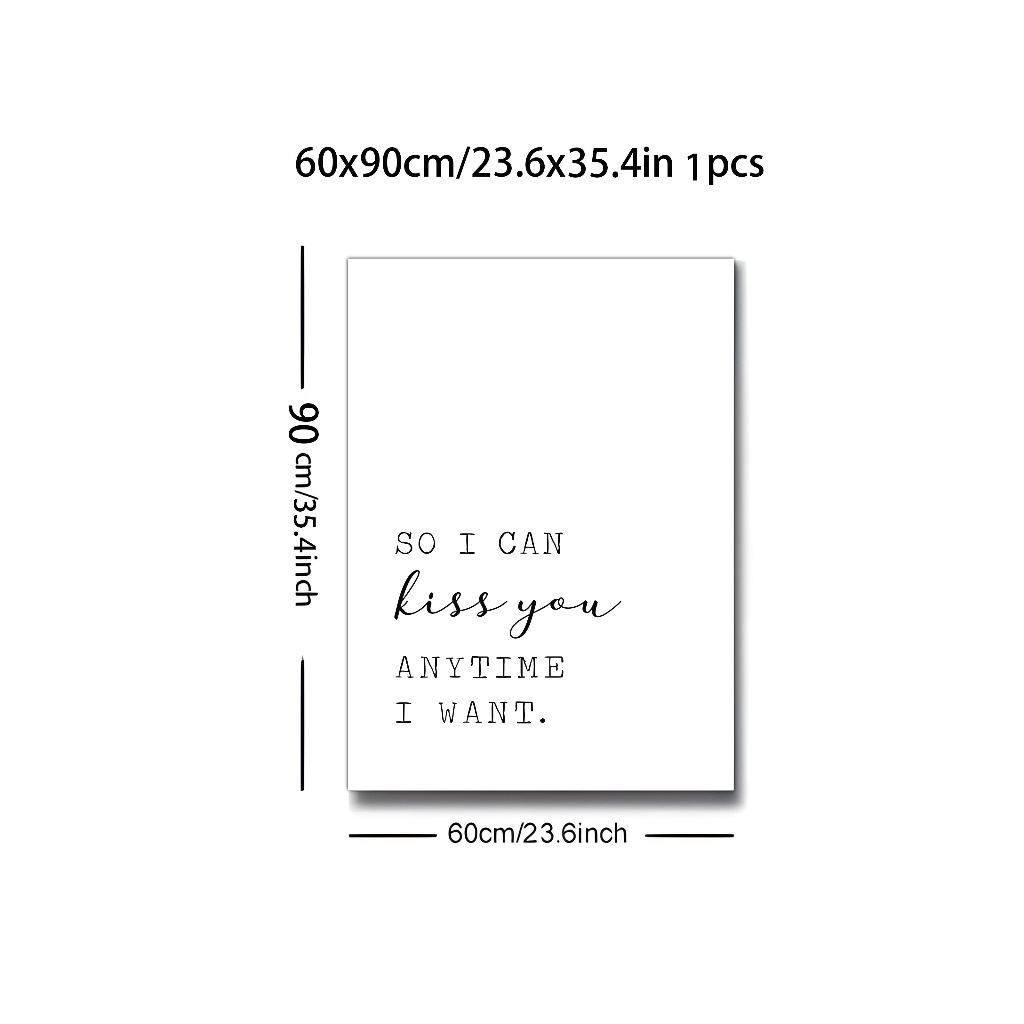 60x90cm/23.6x35.4in 1pcs
90 cm/35.4inch
SO I CAN
kiss you
ANYTIME
I WANT.
60cm/23.6inch